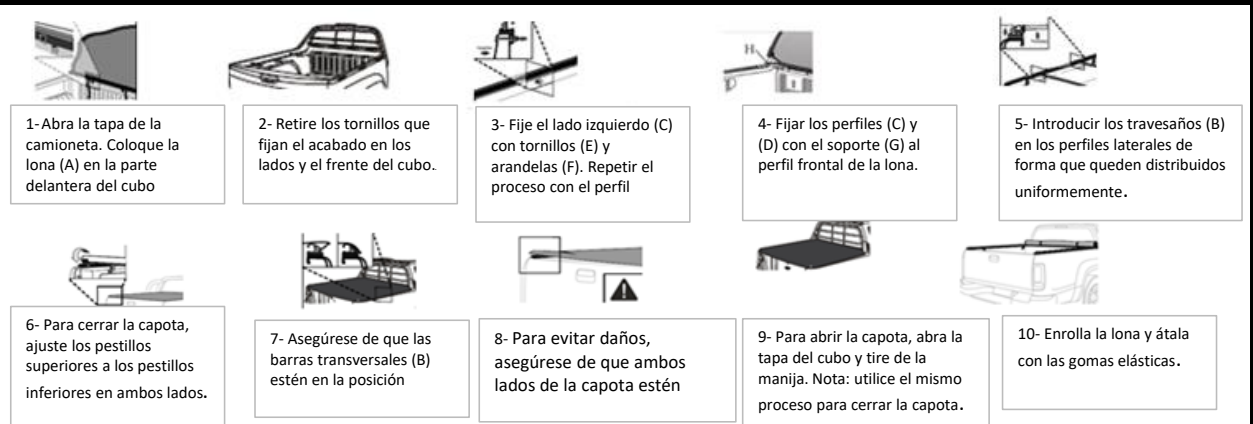 1-Abra la tapa de la
camioneta. Coloque la
lona (A) en la parte
delantera del cubo
2- Retire los tornillos que
fijan el acabado en los
lados y el frente del cubo.
3- Fije el lado izquierdo (C)
con tornillos (E) y
arandelas (F). Repetir el
proceso con el perfil
H
4- Fijar los perfiles (C) y
(D) con el soporte (G) al
perfil frontal de la lona.
5- Introducir los travesaños (B)
en los perfiles laterales de
forma que queden distribuidos
uniformemente.
6- Para cerrar la capota,
ajuste los pestillos
superiores a los pestillos
inferiores en ambos lados.
7- Asegúrese de que las
barras transversales (B)
estén en la posición
8- Para evitar daños,
asegúrese de que ambos
lados de la capota estén
9- Para abrir la capota, abra la
tapa del cubo y tire de la
manija. Nota: utilice el mismo
proceso para cerrar la capota.
10- Enrolla la lona y átala
con las gomas elásticas.